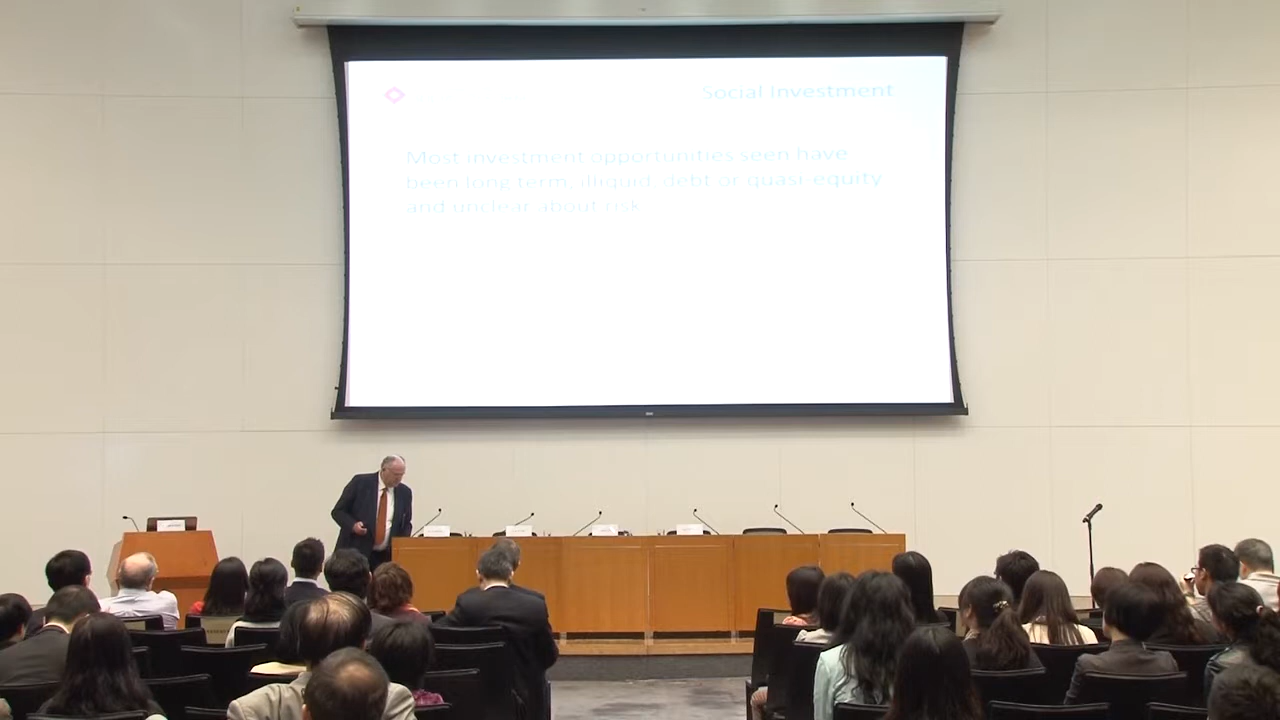 Social Investment
Most investment opportunities seen have
been long term, illiquid, debt or quasi-equity
and unclear about risk